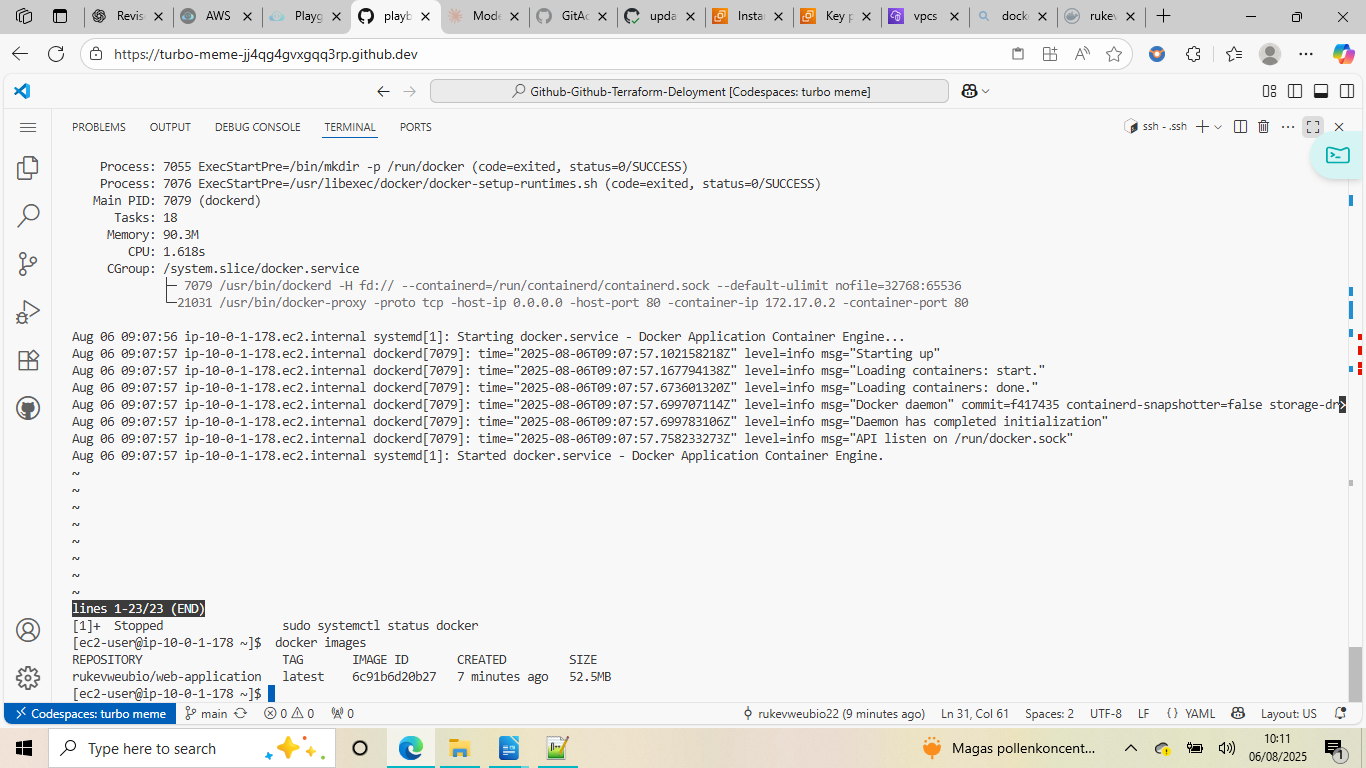 Revise
AWS
Playg
playb
Mode
GitAc
upda
Instan
Key p
vpcs
dock
rukev
https://turbo-meme-jj4qg4gvxgqq3rp.github.dev
Github-Github-Terraform-Deloyment [Codespaces: turbo meme]
PROBLEMS OUTPUT DEBUG CONSOLE TERMINAL PORTS
ssh - .ssh
Process: 7055 ExecStartPre=/bin/mkdir -p /run/docker (code=exited, status=0/SUCCESS)
Process: 7076 ExecStartPre=/usr/libexec/docker/docker-setup-runtimes.sh (code=exited, status=0/SUCCESS)
Main PID: 7079 (dockerd)
Tasks: 18
Memory: 90.3M
CPU: 1.618s
CGroup: /system.slice/docker.service
├─ 7079 /usr/bin/dockerd -H fd:// --containerd=/run/containerd/containerd.sock --default-ulimit nofile=32768:65536
└─21031 /usr/bin/docker-proxy -proto tcp -host-ip 0.0.0.0 -host-port 80 -container-ip 172.17.0.2 -container-port 80
Aug 06 09:07:56 ip-10-0-1-178.ec2.internal systemd[1]: Starting docker.service - Docker Application Container Engine...
Aug 06 09:07:57 ip-10-0-1-178.ec2.internal dockerd[7079]: time="2025-08-06T09:07:57.102158218Z" level=info msg="Starting up"
Aug 06 09:07:57 ip-10-0-1-178.ec2.internal dockerd[7079]: time="2025-08-06T09:07:57.167794138Z" level=info msg="Loading containers: start."
Aug 06 09:07:57 ip-10-0-1-178.ec2.internal dockerd[7079]: time="2025-08-06T09:07:57.673601320Z" level=info msg="Loading containers: done."
Aug 06 09:07:57 ip-10-0-1-178.ec2.internal dockerd[7079]: time="2025-08-06T09:07:57.699707114Z" level=info msg="Docker daemon" commit=f417435 containerd-snapshotter=false storage-dr>
Aug 06 09:07:57 ip-10-0-1-178.ec2.internal dockerd[7079]: time="2025-08-06T09:07:57.699783106Z" level=info msg="Daemon has completed initialization"
Aug 06 09:07:57 ip-10-0-1-178.ec2.internal dockerd[7079]: time="2025-08-06T09:07:57.758233273Z" level=info msg="API listen on /run/docker.sock"
Aug 06 09:07:57 ip-10-0-1-178.ec2.internal systemd[1]: Started docker.service - Docker Application Container Engine.
~
~
~
~
~
~
~
~
lines 1-23/23 (END)
[1]+ Stopped sudo systemctl status docker
[ec2-user@ip-10-0-1-178 ~]$ docker images
REPOSITORY TAG IMAGE ID CREATED SIZE
rukevweubio/web-application latest 6c91b6d20b27 7 minutes ago 52.5MB
[ec2-user@ip-10-0-1-178 ~]$
Codespaces: turbo meme main 0 0 0 rukevweubio22 (9 minutes ago) Ln 31, Col 61 Spaces: 2 UTF-8 LF {} YAML Layout: US
Type here to search
Magas pollenkoncent...
10:11
06/08/2025
1